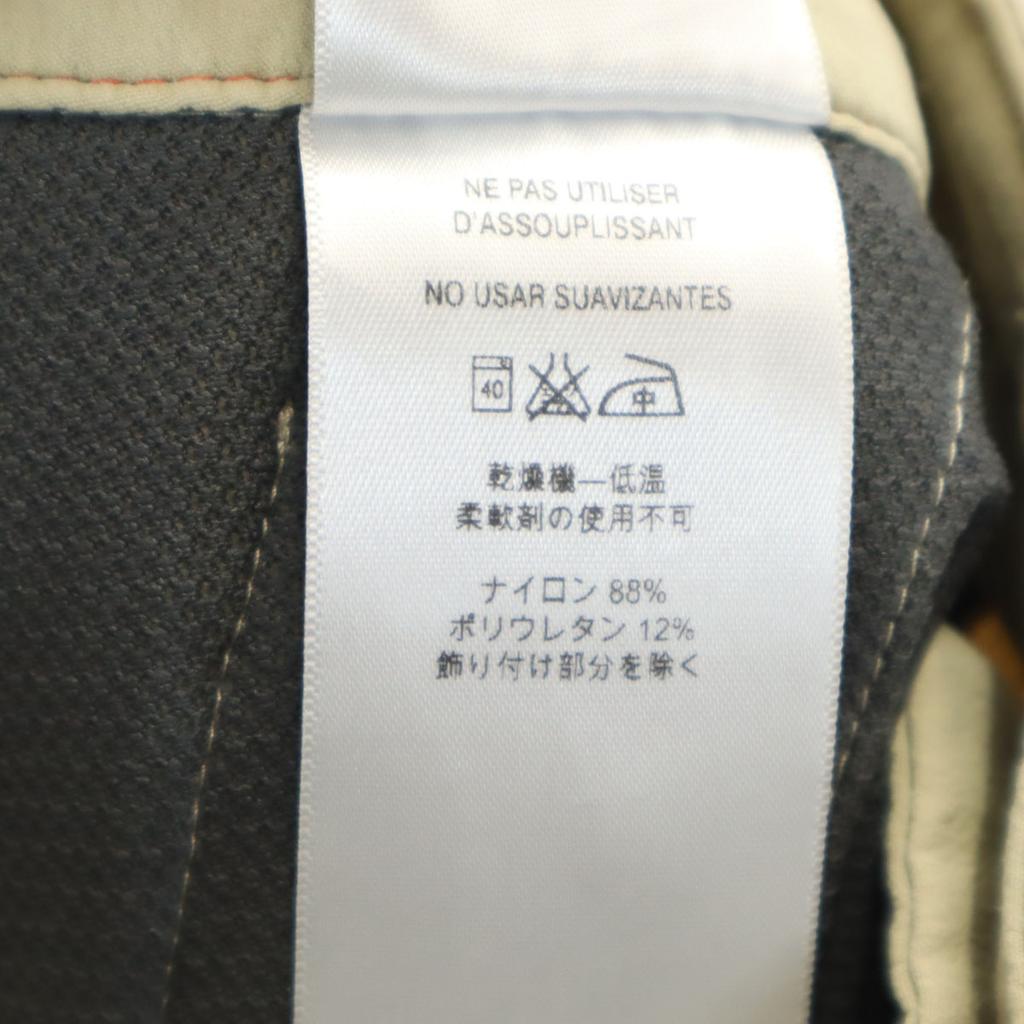 NE PAS UTILISER
D'ASSOUPLISSANT
NO USAR SUAVIZANTES
40 中
乾燥機—低温
柔軟剤の使用不可
ナイロン 88%
ポリウレタン 12%
飾り付け部分を除く